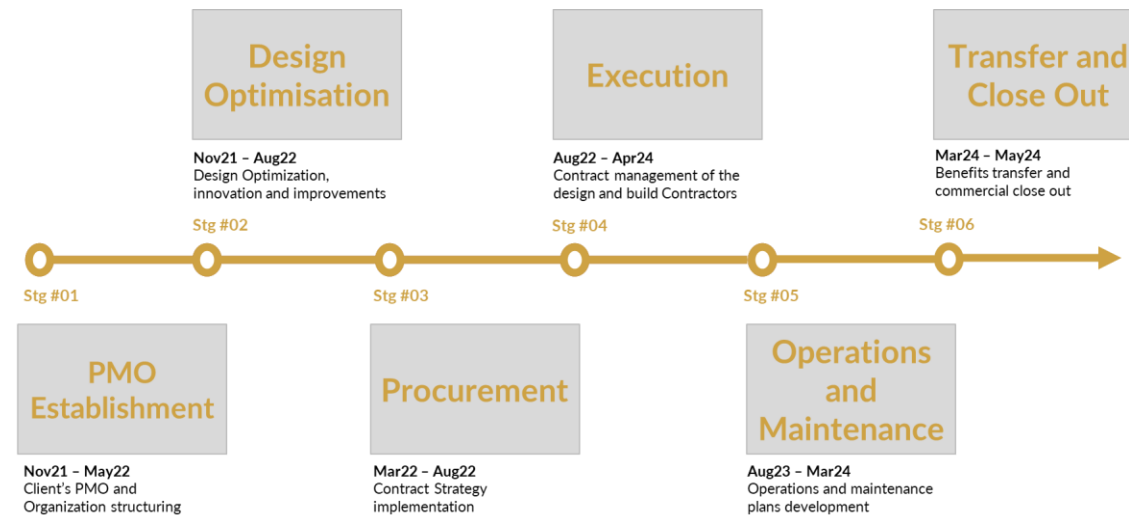 Design
Optimisation
Nov21 – Aug22
Design Optimization,
innovation and improvements
Stg #02
Execution
Aug22 – Apr24
Contract management of the
design and build Contractors
Stg #04
Transfer and
Close Out
Mar24 – May24
Benefits transfer and
commercial close out
Stg #06
Stg #01
PMO
Establishment
Nov21 – May22
Client's PMO and
Organization structuring
Stg #03
Procurement
Mar22 – Aug22
Contract Strategy
implementation
Stg #05
Operations
and
Maintenance
Aug23 – Mar24
Operations and maintenance
plans development